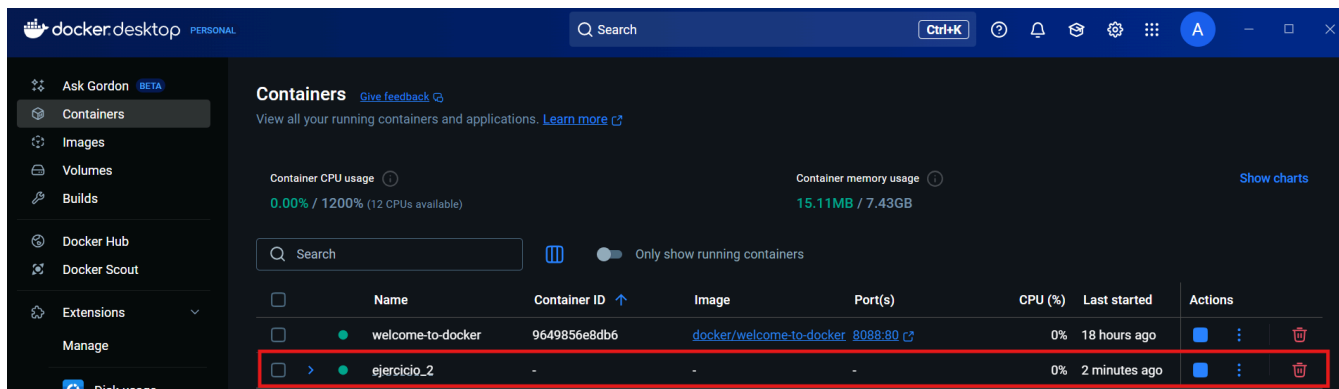 docker.desktop PERSONAL
Search
Ctrl+K
A
Ask Gordon BETA
Containers
Images
Volumes
Builds
Docker Hub
Docker Scout
Extensions
Manage
Disk usage
Containers Give feedback
View all your running containers and applications. Learn more
Container CPU usage
0.00% / 1200% (12 CPUs available)
Container memory usage
15.11MB / 7.43GB
Show charts
Search
Only show running containers
Name Container ID Image Port(s) CPU (%) Last started Actions
welcome-to-docker 9649856e8db6 docker/welcome-to-docker 8088:80 0% 18 hours ago
ejercicio_2 - - - 0% 2 minutes ago